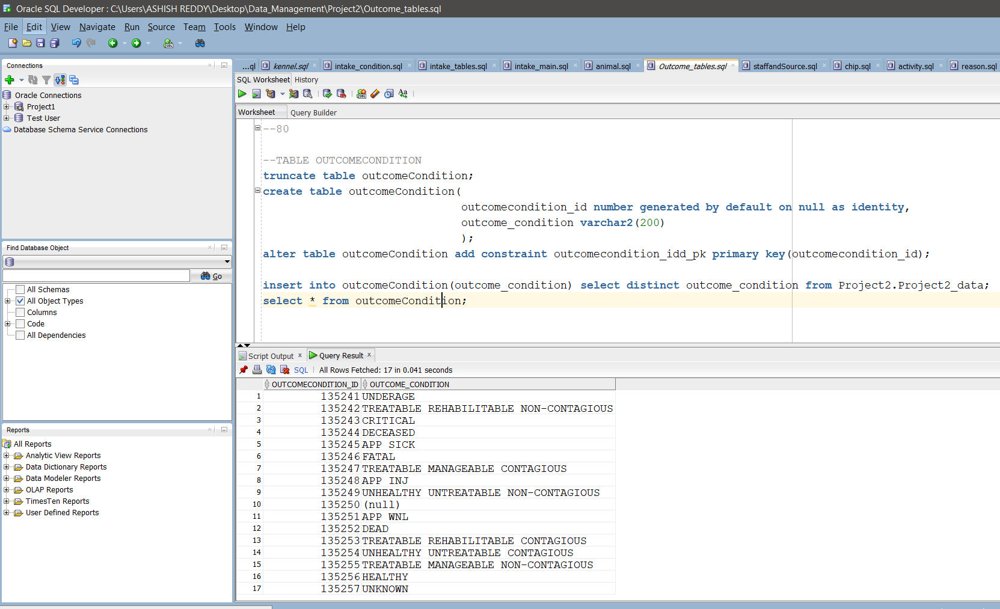 Oracle SQL Developer : C:\Users\ASHISH REDDY\Desktop\Data_Management\Project2\Outcome_tables.sql
File Edit View Navigate Run Source Team Tools Window Help
Connections
Oracle Connections
Project1
Test User
Database Schema Service Connections
Find Database Object
Go
All Schemas
All Object Types
Columns
Code
All Dependencies
Reports
All Reports
Analytic View Reports
Data Dictionary Reports
Data Modeler Reports
OLAP Reports
TimesTen Reports
User Defined Reports
...ql kennel.sql intake_condition.sql intake_tables.sql intake_main.sql animal.sql Outcome_tables.sql staffandSource.sql chip.sql activity.sql reason.sql
SQL Worksheet History
Worksheet Query Builder
--80
--TABLE OUTCOMECONDITION
truncate table outcomeCondition;
create table outcomeCondition(
outcomecondition_id number generated by default on null as identity,
outcome_condition varchar2(200)
);
alter table outcomeCondition add constraint outcomecondition_idd_pk primary key(outcomecondition_id);
insert into outcomeCondition(outcome_condition) select distinct outcome_condition from Project2.Project2_data;
select * from outcomeCondition;
Script Output Query Result
SQL All Rows Fetched: 17 in 0.041 seconds
OUTCOMECONDITION_ID OUTCOME_CONDITION
1 135241 UNDERAGE
2 135242 TREATABLE REHABILITABLE NON-CONTAGIOUS
3 135243 CRITICAL
4 135244 DECEASED
5 135245 APP SICK
6 135246 FATAL
7 135247 TREATABLE MANAGEABLE CONTAGIOUS
8 135248 APP INJ
9 135249 UNHEALTHY UNTREATABLE NON-CONTAGIOUS
10 135250 (null)
11 135251 APP WNL
12 135252 DEAD
13 135253 TREATABLE REHABILITABLE CONTAGIOUS
14 135254 UNHEALTHY UNTREATABLE CONTAGIOUS
15 135255 TREATABLE MANAGEABLE NON-CONTAGIOUS
16 135256 HEALTHY
17 135257 UNKNOWN